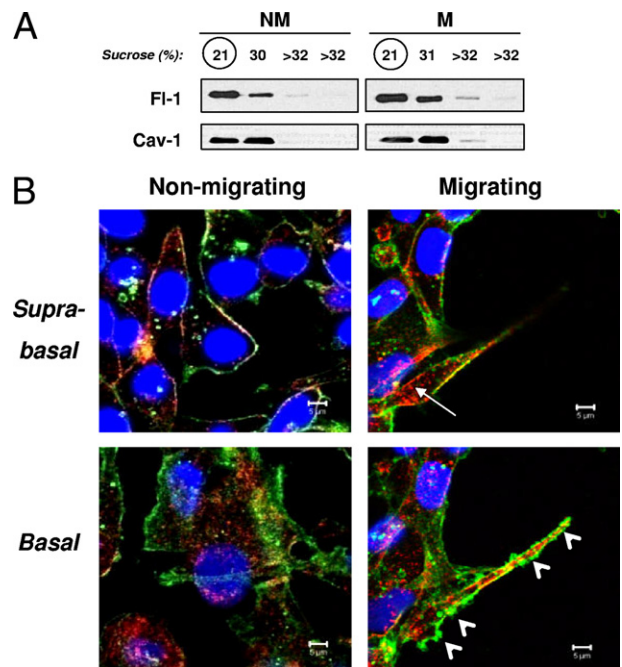 A
NM
M
Sucrose (%):
21
30
>32
>32
21
31
>32
>32
Fl-1
Cav-1
B
Non-migrating
Migrating
Supra-
basal
5 µm
5 µm
Basal
5 µm
5 µm